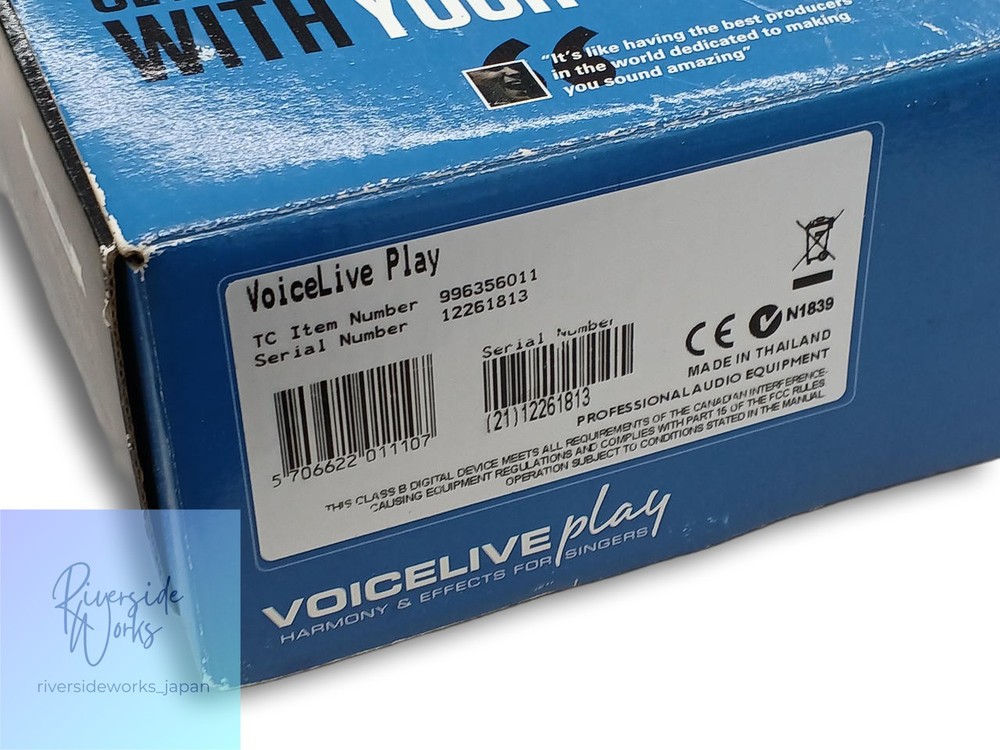 WITH YOUR
"It's like having the best producers
in the world dedicated to making
you sound amazing"
VoiceLive Play
TC Item Number 996356011
Serial Number 12261813
5 706622 011107
Serial Number
(21)12261813
N1839
MADE IN THAILAND
PROFESSIONAL AUDIO EQUIPMENT
THIS CLASS B DIGITAL DEVICE MEETS ALL REQUIREMENTS OF THE CANADIAN INTERFERENCE-
CAUSING EQUIPMENT REGULATIONS AND COMPLIES WITH PART 15 OF THE FCC RULES.
OPERATION SUBJECT TO CONDITIONS STATED IN THE MANUAL.
VOICELIVE play
HARMONY & EFFECTS FOR SINGERS
Riverside
Works
riversideworks_japan